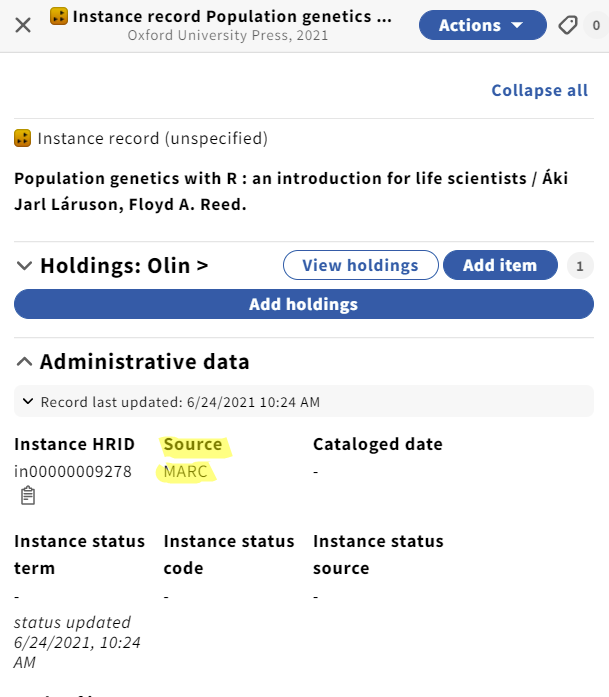 Instance record Population genetics ...
Oxford University Press, 2021
Actions
0
Collapse all
Instance record (unspecified)
Population genetics with R : an introduction for life scientists / Áki
Jarl Láruson, Floyd A. Reed.
Holdings: Olin >
View holdings
Add item
1
Add holdings
Administrative data
Record last updated: 6/24/2021 10:24 AM
Instance HRID Source Cataloged date
in00000009278 MARC -
Instance status Instance status Instance status
term code source
- - -
status updated
6/24/2021, 10:24
AM